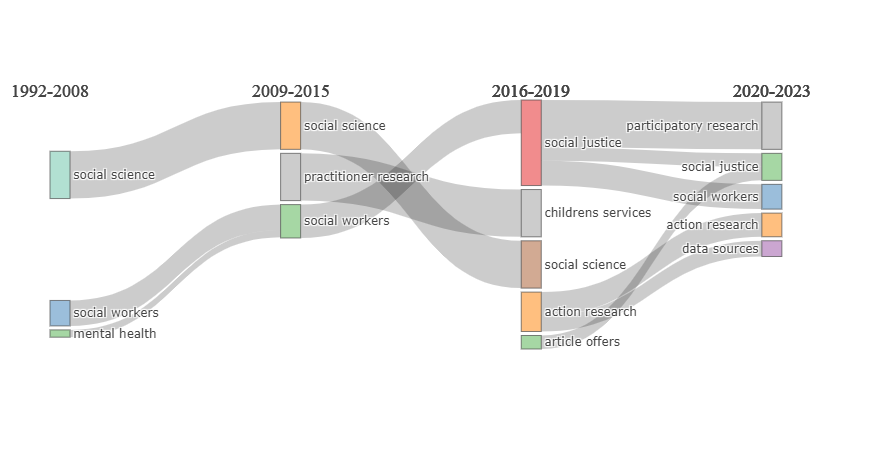 1992-2008
2009-2015
2016-2019
2020-2023
social science
social workers
mental health
social science
practitioner research
social workers
social justice
childrens services
social science
action research
article offers
participatory research
social justice
social workers
action research
data sources